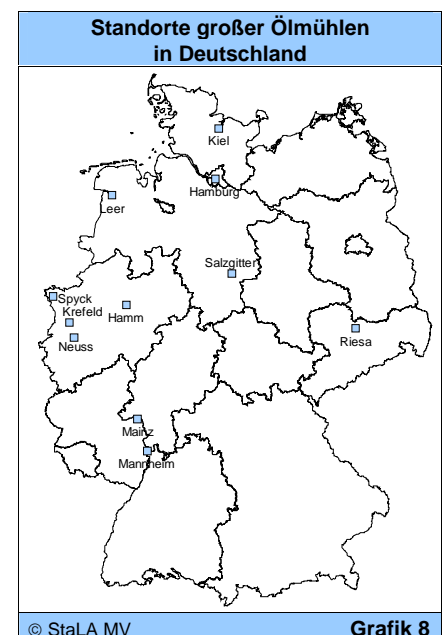 Standorte großer Ölmühlen
in Deutschland
Kiel
Hamburg
Leer
Salzgitter
Spyck
Krefeld
Hamm
Neuss
Riesa
Mainz
Mannheim
© StaLA MV Grafik 8